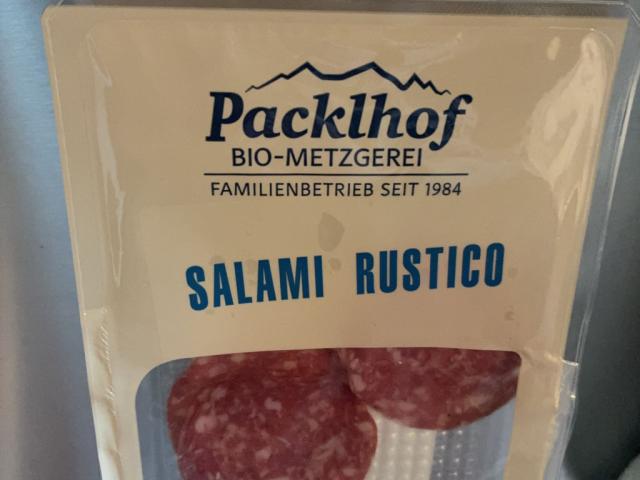 Packlhof
BIO-METZGEREI
FAMILIENBETRIEB SEIT 1984
SALAMI RUSTICO